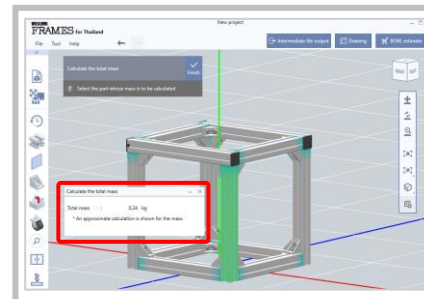 New project
MISUMI
FRAMES for Thailand
File Tool Help
Intermediate file output
Drawing
BOM, estimate
Calculate the total mass
Finish
Select the part whose mass is to be calculated
Calculate the total mass
Total mass : 0.24 kg
* An approximate calculation is shown for the mass.